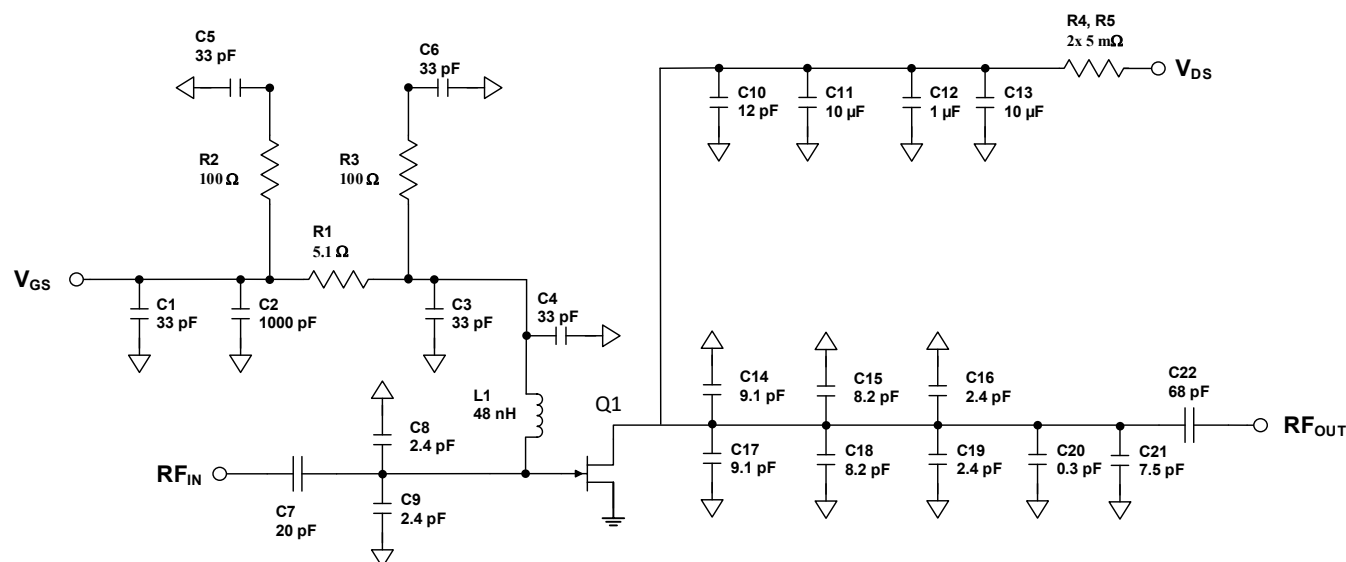 C5
33 pF
C6
33 pF
R4, R5
2x 5 mΩ
V_DS
C10
12 pF
C11
10 µF
C12
1 µF
C13
10 µF
R2
100 Ω
R3
100 Ω
R1
5.1 Ω
V_GS
C1
33 pF
C2
1000 pF
C3
33 pF
C4
33 pF
C14
9.1 pF
C15
8.2 pF
C16
2.4 pF
C22
68 pF
L1
48 nH
Q1
C8
2.4 pF
RF_OUT
C17
9.1 pF
C18
8.2 pF
C19
2.4 pF
C20
0.3 pF
C21
7.5 pF
RF_IN
C9
2.4 pF
C7
20 pF